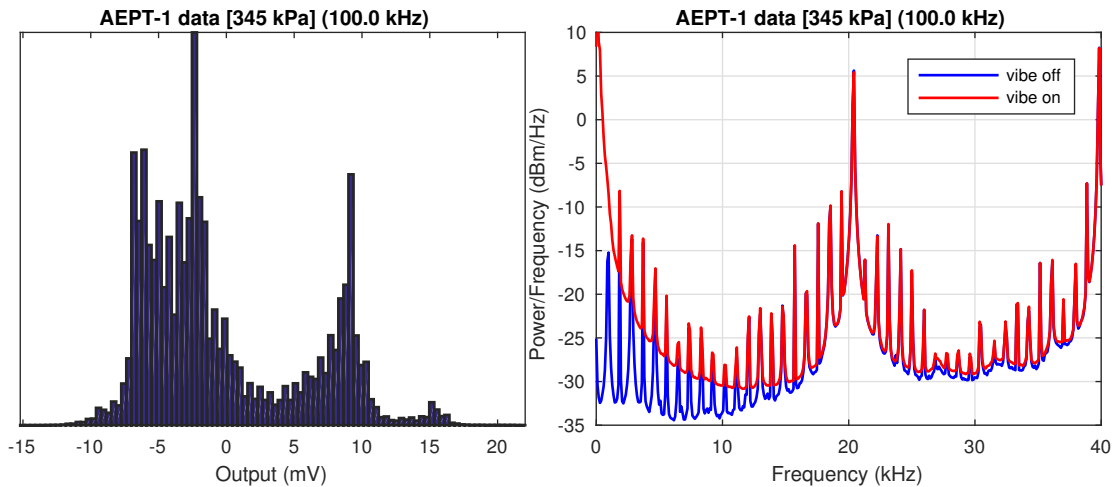 AEPT-1 data [345 kPa] (100.0 kHz)
-15 -10 -5 0 5 10 15 20
Output (mV)
AEPT-1 data [345 kPa] (100.0 kHz)
Power/Frequency (dBm/Hz)
10
5
0
-5
-10
-15
-20
-25
-30
-35
vibe off
vibe on
0 10 20 30 40
Frequency (kHz)